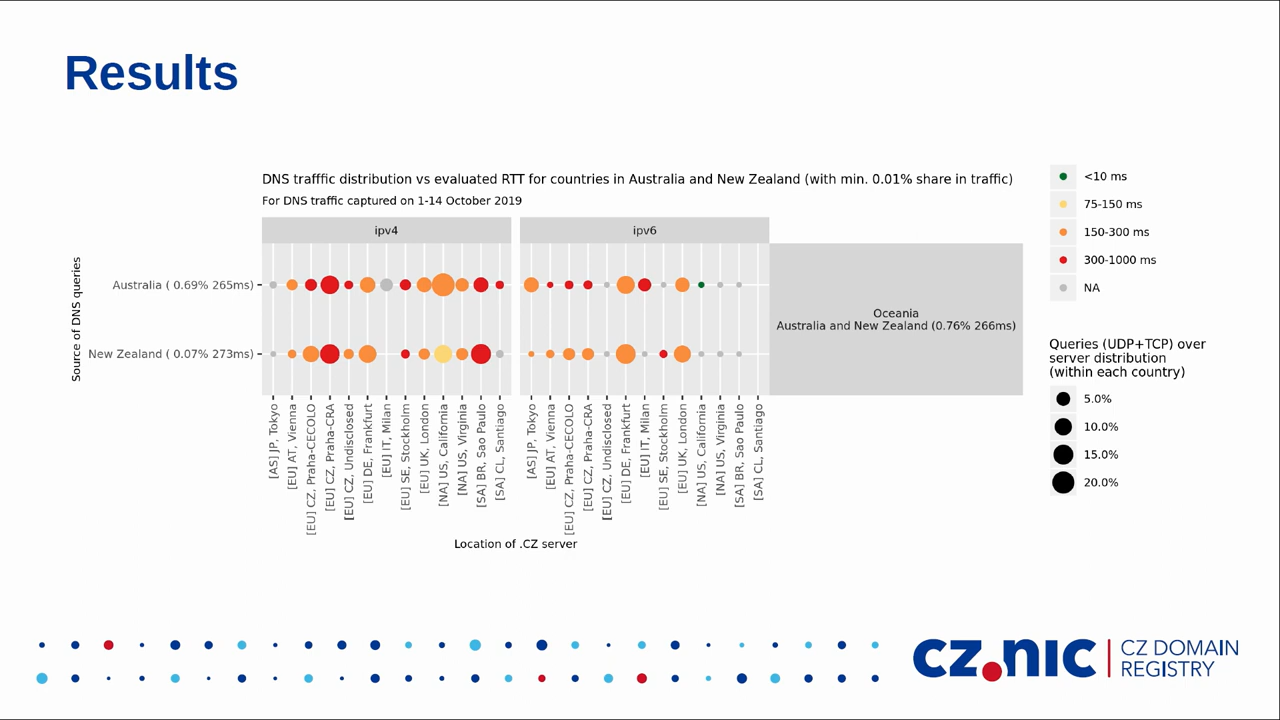 Results
DNS trafffic distribution vs evaluated RTT for countries in Australia and New Zealand (with min. 0.01% share in traffic)
For DNS traffic captured on 1-14 October 2019
ipv4
ipv6
Source of DNS queries
Australia ( 0.69% 265ms)
New Zealand ( 0.07% 273ms)
Oceania
Australia and New Zealand (0.76% 266ms)
[AS] JP, Tokyo
[EU] AT, Vienna
[EU] CZ, Praha-CECOLO
[EU] CZ, Praha-CRA
[EU] CZ, Undisclosed
[EU] DE, Frankfurt
[EU] IT, Milan
[EU] SE, Stockholm
[EU] UK, London
[NA] US, California
[NA] US, Virginia
[SA] BR, Sao Paulo
[SA] CL, Santiago
[AS] JP, Tokyo
[EU] AT, Vienna
[EU] CZ, Praha-CECOLO
[EU] CZ, Praha-CRA
[EU] CZ, Undisclosed
[EU] DE, Frankfurt
[EU] IT, Milan
[EU] SE, Stockholm
[EU] UK, London
[NA] US, California
[NA] US, Virginia
[SA] BR, Sao Paulo
[SA] CL, Santiago
Location of .CZ server
<10 ms
75-150 ms
150-300 ms
300-1000 ms
NA
Queries (UDP+TCP) over
server distribution
(within each country)
5.0%
10.0%
15.0%
20.0%
cz.nic
CZ DOMAIN
REGISTRY